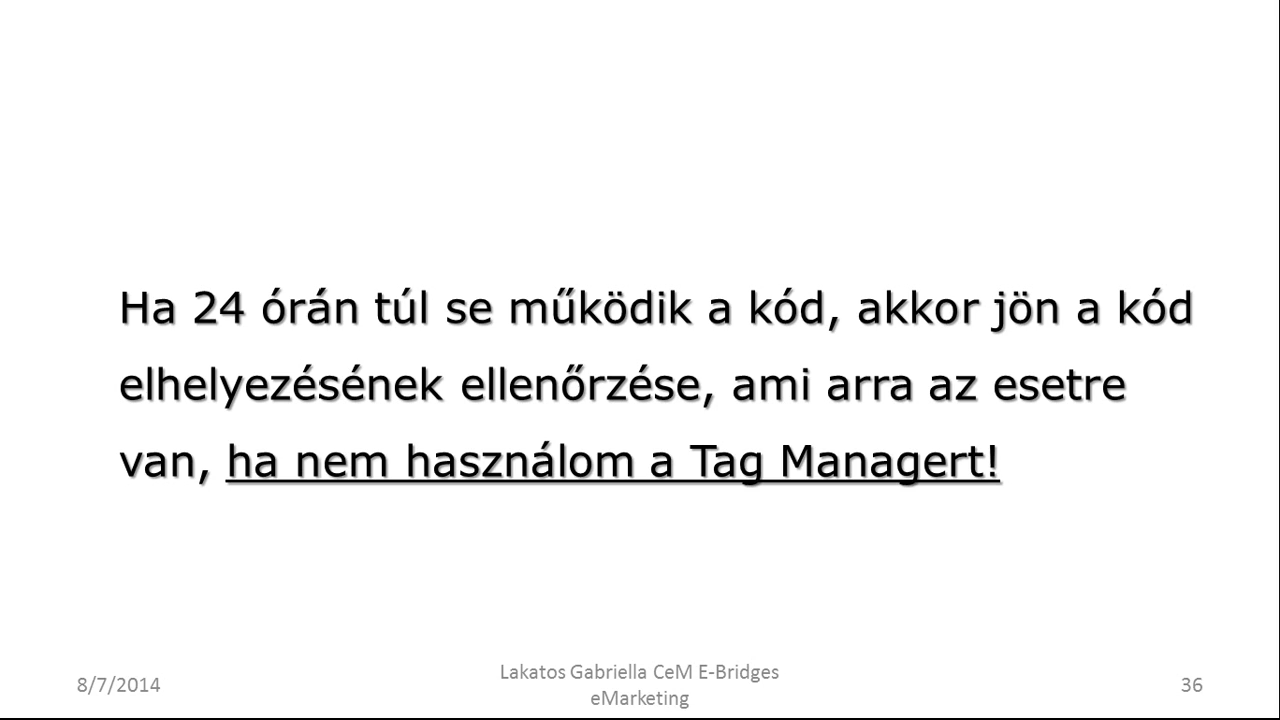 Ha 24 órán túl se működik a kód, akkor jön a kód
elhelyezésének ellenőrzése, ami arra az esetre
van, ha nem használom a Tag Managert!
8/7/2014
Lakatos Gabriella CeM E-Bridges
eMarketing
36